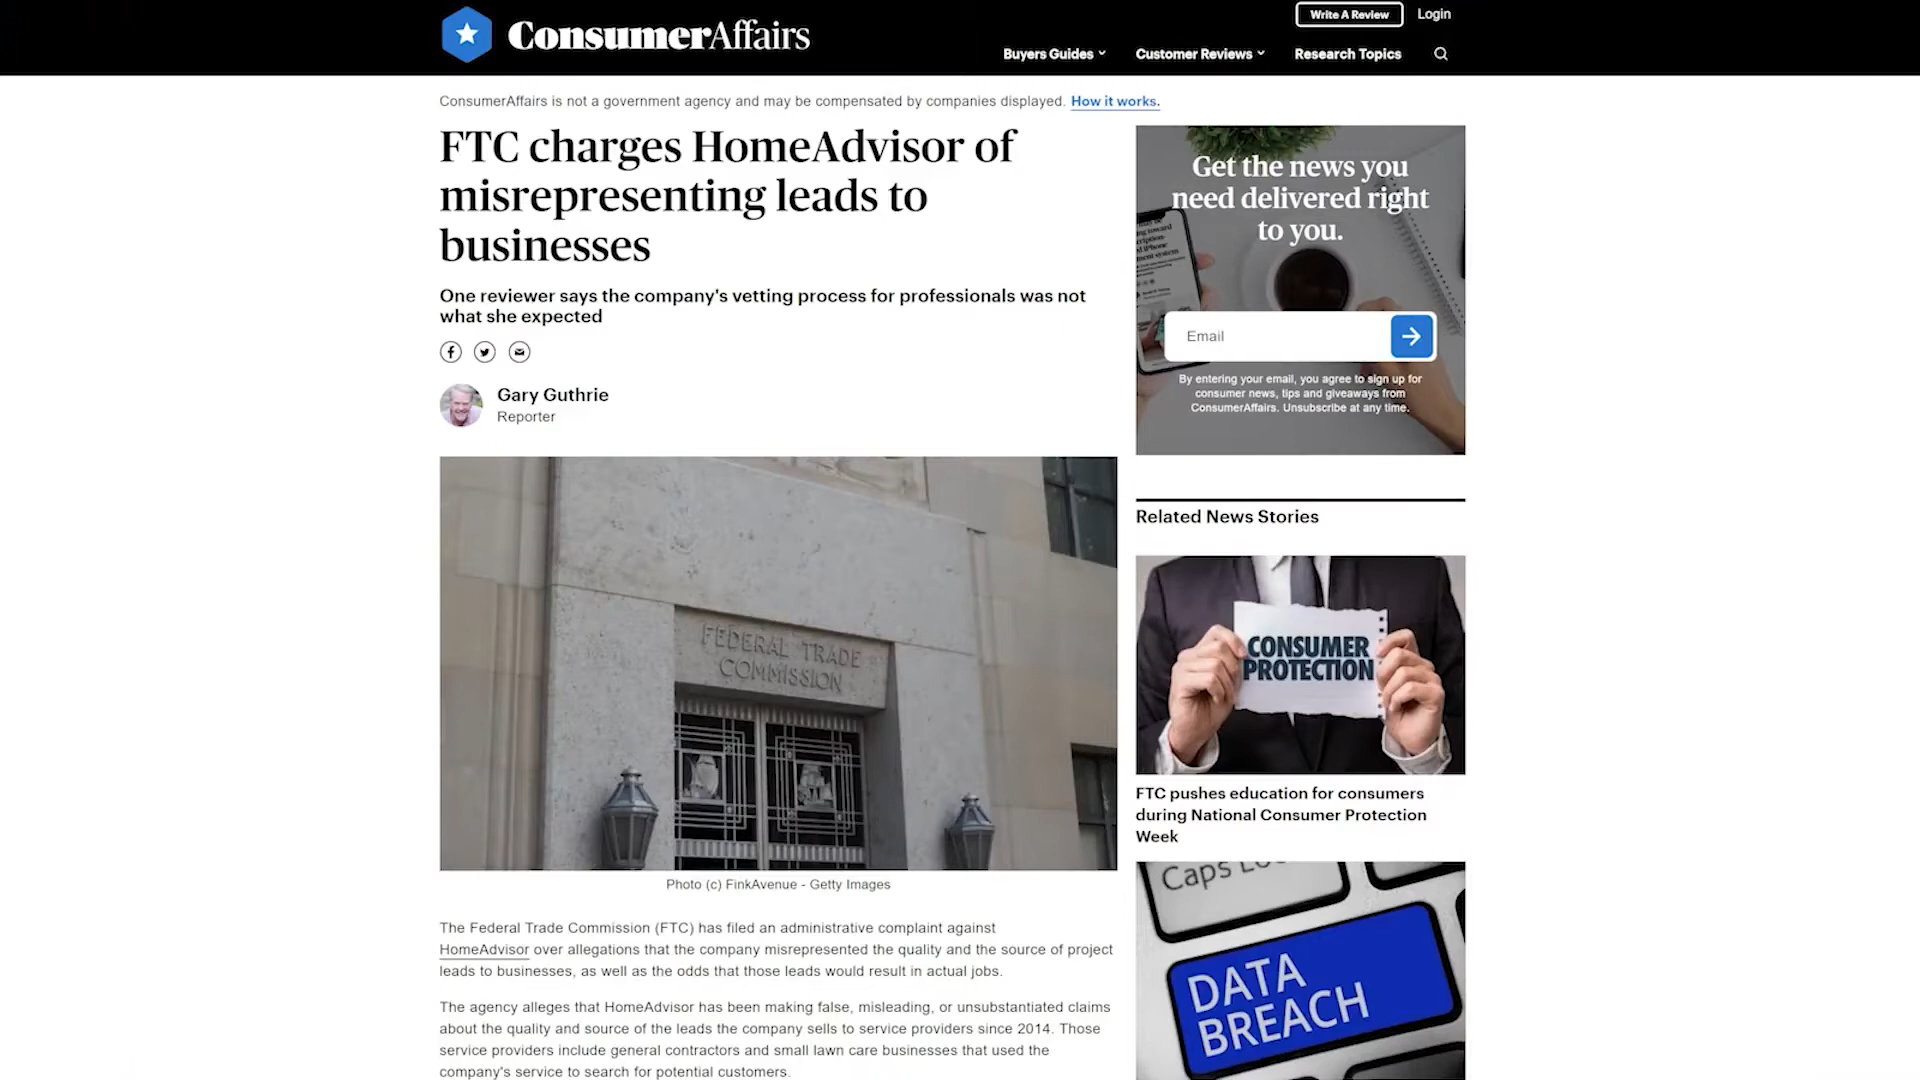 ConsumerAffairs
Write A Review
Login
Buyers Guides
Customer Reviews
Research Topics
ConsumerAffairs is not a government agency and may be compensated by companies displayed. How it works.
FTC charges HomeAdvisor of
misrepresenting leads to
businesses
One reviewer says the company's vetting process for professionals was not
what she expected
Gary Guthrie
Reporter
FEDERAL TRADE
COMMISSION
Photo (c) FinkAvenue - Getty Images
The Federal Trade Commission (FTC) has filed an administrative complaint against
HomeAdvisor over allegations that the company misrepresented the quality and the source of project
leads to businesses, as well as the odds that those leads would result in actual jobs.
The agency alleges that HomeAdvisor has been making false, misleading, or unsubstantiated claims
about the quality and source of the leads the company sells to service providers since 2014. Those
service providers include general contractors and small lawn care businesses that used the
company's service to search for potential customers.
Get the news you
need delivered right
to you.
Email
By entering your email, you agree to sign up for
consumer news, tips and giveaways from
ConsumerAffairs. Unsubscribe at any time.
Related News Stories
CONSUMER
PROTECTION
FTC pushes education for consumers
during National Consumer Protection
Week
Caps
DATA
BREACH